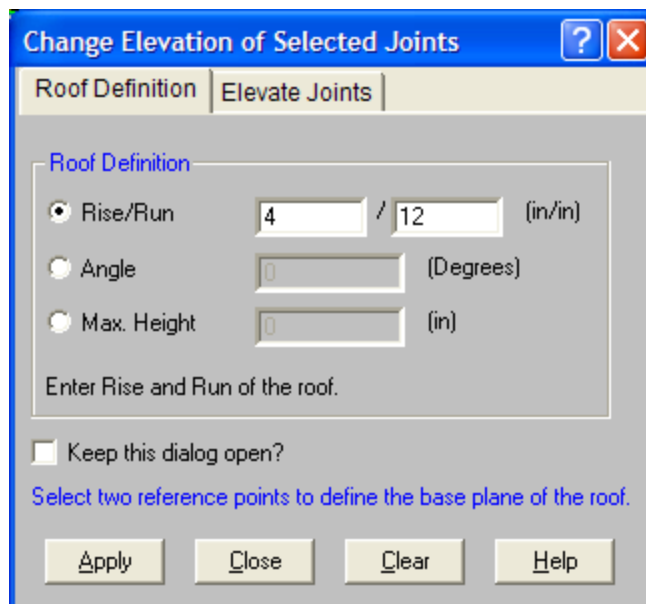 Change Elevation of Selected Joints ?
Roof Definition Elevate Joints
Roof Definition
Rise/Run 4 / 12 (in/in)
Angle 0 (Degrees)
Max. Height 0 (in)
Enter Rise and Run of the roof.
Keep this dialog open?
Select two reference points to define the base plane of the roof.
Apply Close Clear Help